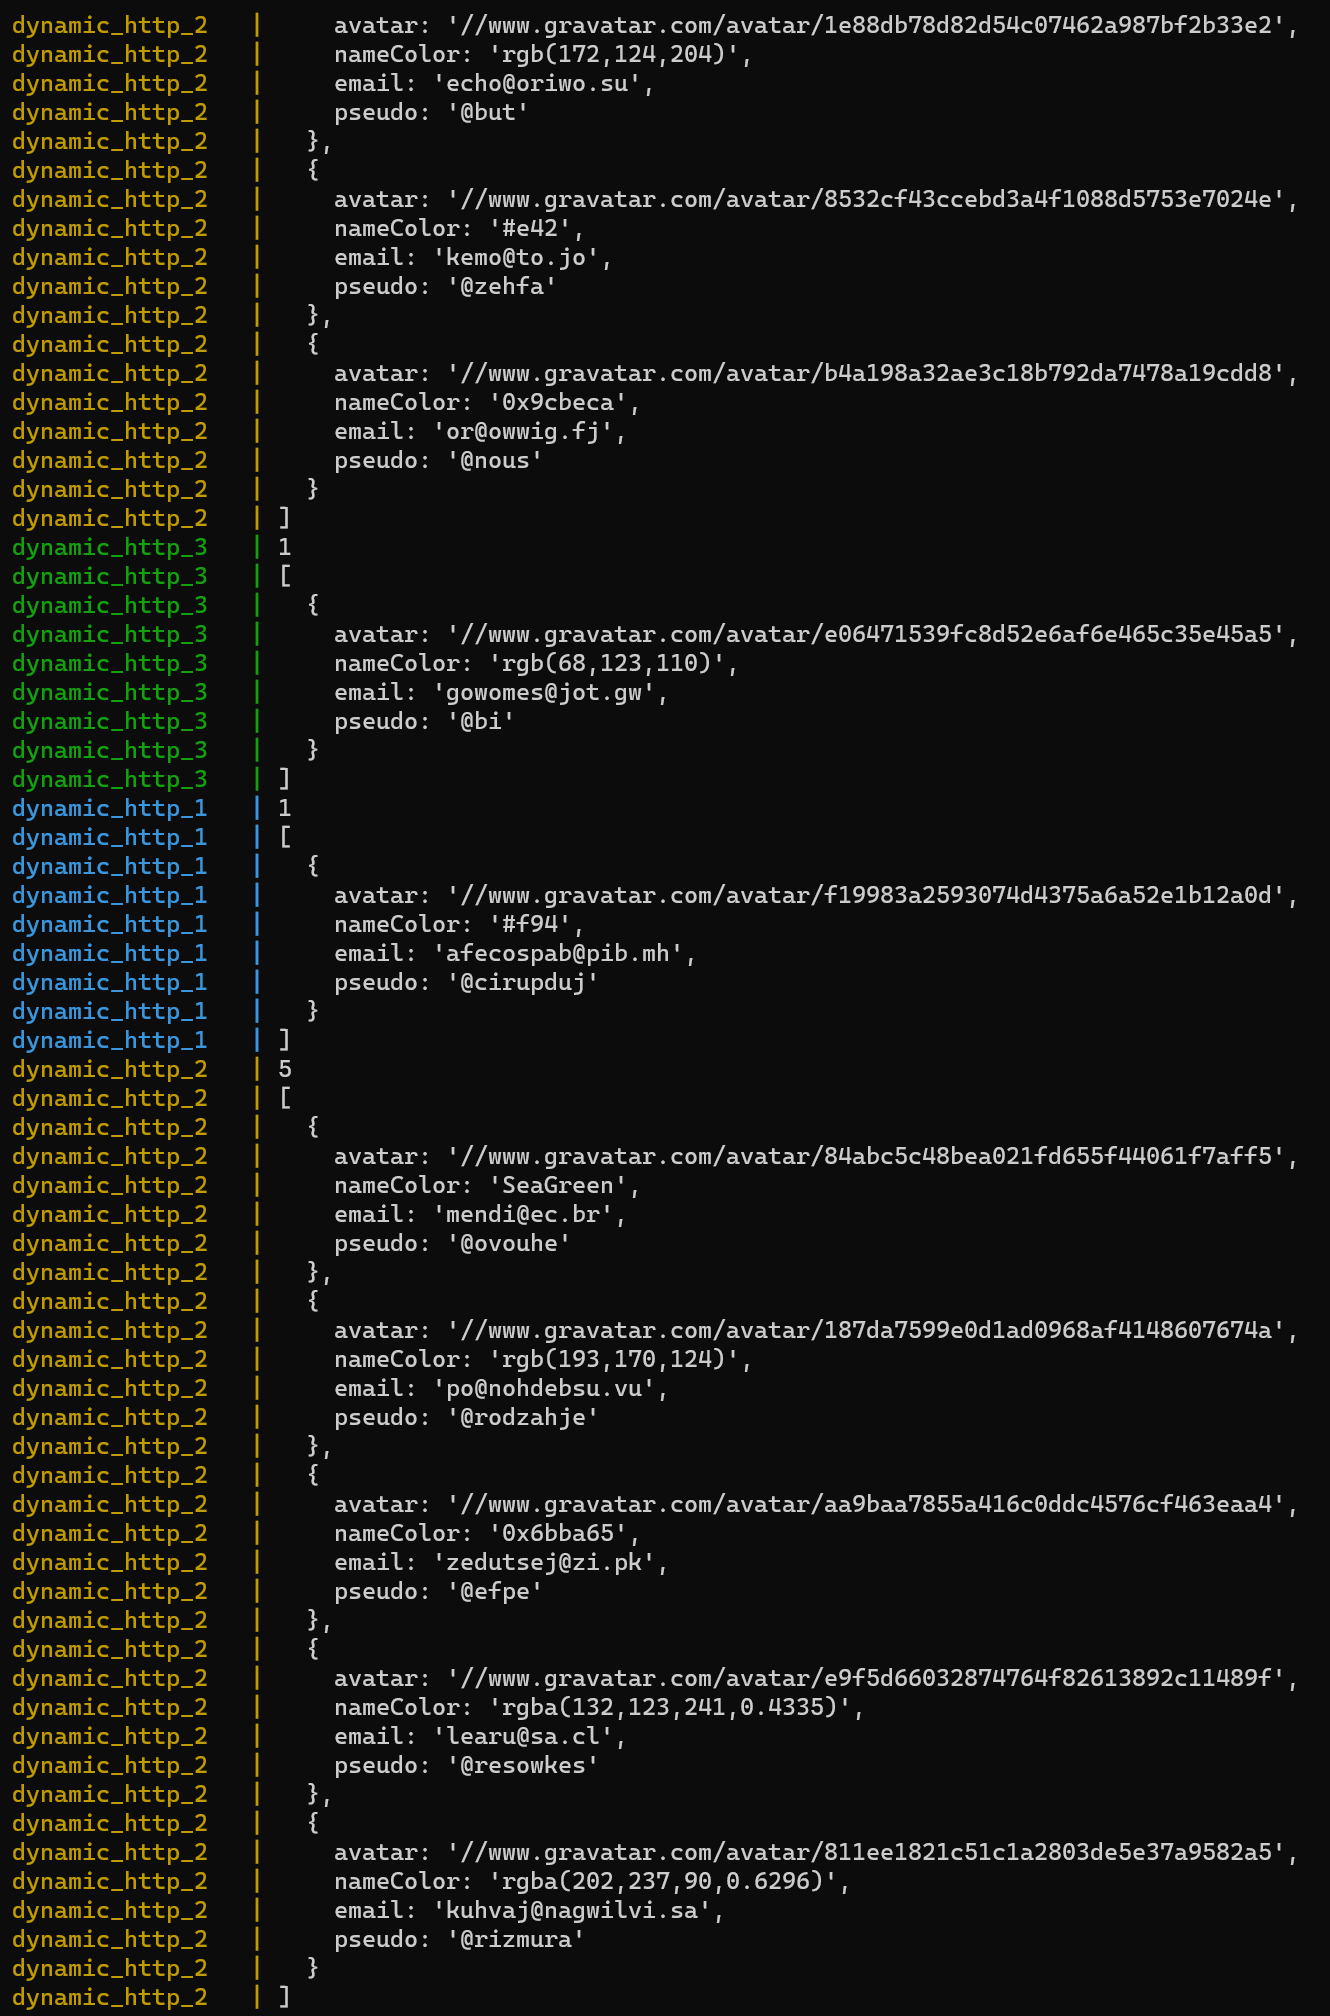 dynamic_http_2   |     avatar: '//www.gravatar.com/avatar/1e88db78d82d54c07462a987bf2b33e2',
dynamic_http_2   |     nameColor: 'rgb(172,124,204)',
dynamic_http_2   |     email: 'echo@oriwo.su',
dynamic_http_2   |     pseudo: '@but'
dynamic_http_2   |   },
dynamic_http_2   |   {
dynamic_http_2   |     avatar: '//www.gravatar.com/avatar/8532cf43ccebd3a4f1088d5753e7024e',
dynamic_http_2   |     nameColor: '#e42',
dynamic_http_2   |     email: 'kemo@to.jo',
dynamic_http_2   |     pseudo: '@zehfa'
dynamic_http_2   |   },
dynamic_http_2   |   {
dynamic_http_2   |     avatar: '//www.gravatar.com/avatar/b4a198a32ae3c18b792da7478a19cdd8',
dynamic_http_2   |     nameColor: '0x9cbeca',
dynamic_http_2   |     email: 'or@owwig.fj',
dynamic_http_2   |     pseudo: '@nous'
dynamic_http_2   |   }
dynamic_http_2   | ]
dynamic_http_3   | 1
dynamic_http_3   | [
dynamic_http_3   |   {
dynamic_http_3   |     avatar: '//www.gravatar.com/avatar/e06471539fc8d52e6af6e465c35e45a5',
dynamic_http_3   |     nameColor: 'rgb(68,123,110)',
dynamic_http_3   |     email: 'gowomes@jot.gw',
dynamic_http_3   |     pseudo: '@bi'
dynamic_http_3   |   }
dynamic_http_3   | ]
dynamic_http_1   | 1
dynamic_http_1   | [
dynamic_http_1   |   {
dynamic_http_1   |     avatar: '//www.gravatar.com/avatar/f19983a2593074d4375a6a52e1b12a0d',
dynamic_http_1   |     nameColor: '#f94',
dynamic_http_1   |     email: 'afecospab@pib.mh',
dynamic_http_1   |     pseudo: '@cirupduj'
dynamic_http_1   |   }
dynamic_http_1   | ]
dynamic_http_2   | 5
dynamic_http_2   | [
dynamic_http_2   |   {
dynamic_http_2   |     avatar: '//www.gravatar.com/avatar/84abc5c48bea021fd655f44061f7aff5',
dynamic_http_2   |     nameColor: 'SeaGreen',
dynamic_http_2   |     email: 'mendi@ec.br',
dynamic_http_2   |     pseudo: '@ovouhe'
dynamic_http_2   |   },
dynamic_http_2   |   {
dynamic_http_2   |     avatar: '//www.gravatar.com/avatar/187da7599e0d1ad0968af4148607674a',
dynamic_http_2   |     nameColor: 'rgb(193,170,124)',
dynamic_http_2   |     email: 'po@nohdebsu.vu',
dynamic_http_2   |     pseudo: '@rodzahje'
dynamic_http_2   |   },
dynamic_http_2   |   {
dynamic_http_2   |     avatar: '//www.gravatar.com/avatar/aa9baa7855a416c0ddc4576cf463eaa4',
dynamic_http_2   |     nameColor: '0x6bba65',
dynamic_http_2   |     email: 'zedutsej@zi.pk',
dynamic_http_2   |     pseudo: '@efpe'
dynamic_http_2   |   },
dynamic_http_2   |   {
dynamic_http_2   |     avatar: '//www.gravatar.com/avatar/e9f5d66032874764f82613892c11489f',
dynamic_http_2   |     nameColor: 'rgba(132,123,241,0.4335)',
dynamic_http_2   |     email: 'learu@sa.cl',
dynamic_http_2   |     pseudo: '@resowkes'
dynamic_http_2   |   },
dynamic_http_2   |   {
dynamic_http_2   |     avatar: '//www.gravatar.com/avatar/811ee1821c51c1a2803de5e37a9582a5',
dynamic_http_2   |     nameColor: 'rgba(202,237,90,0.6296)',
dynamic_http_2   |     email: 'kuhvaj@nagwilvi.sa',
dynamic_http_2   |     pseudo: '@rizmura'
dynamic_http_2   |   }
dynamic_http_2   | ]